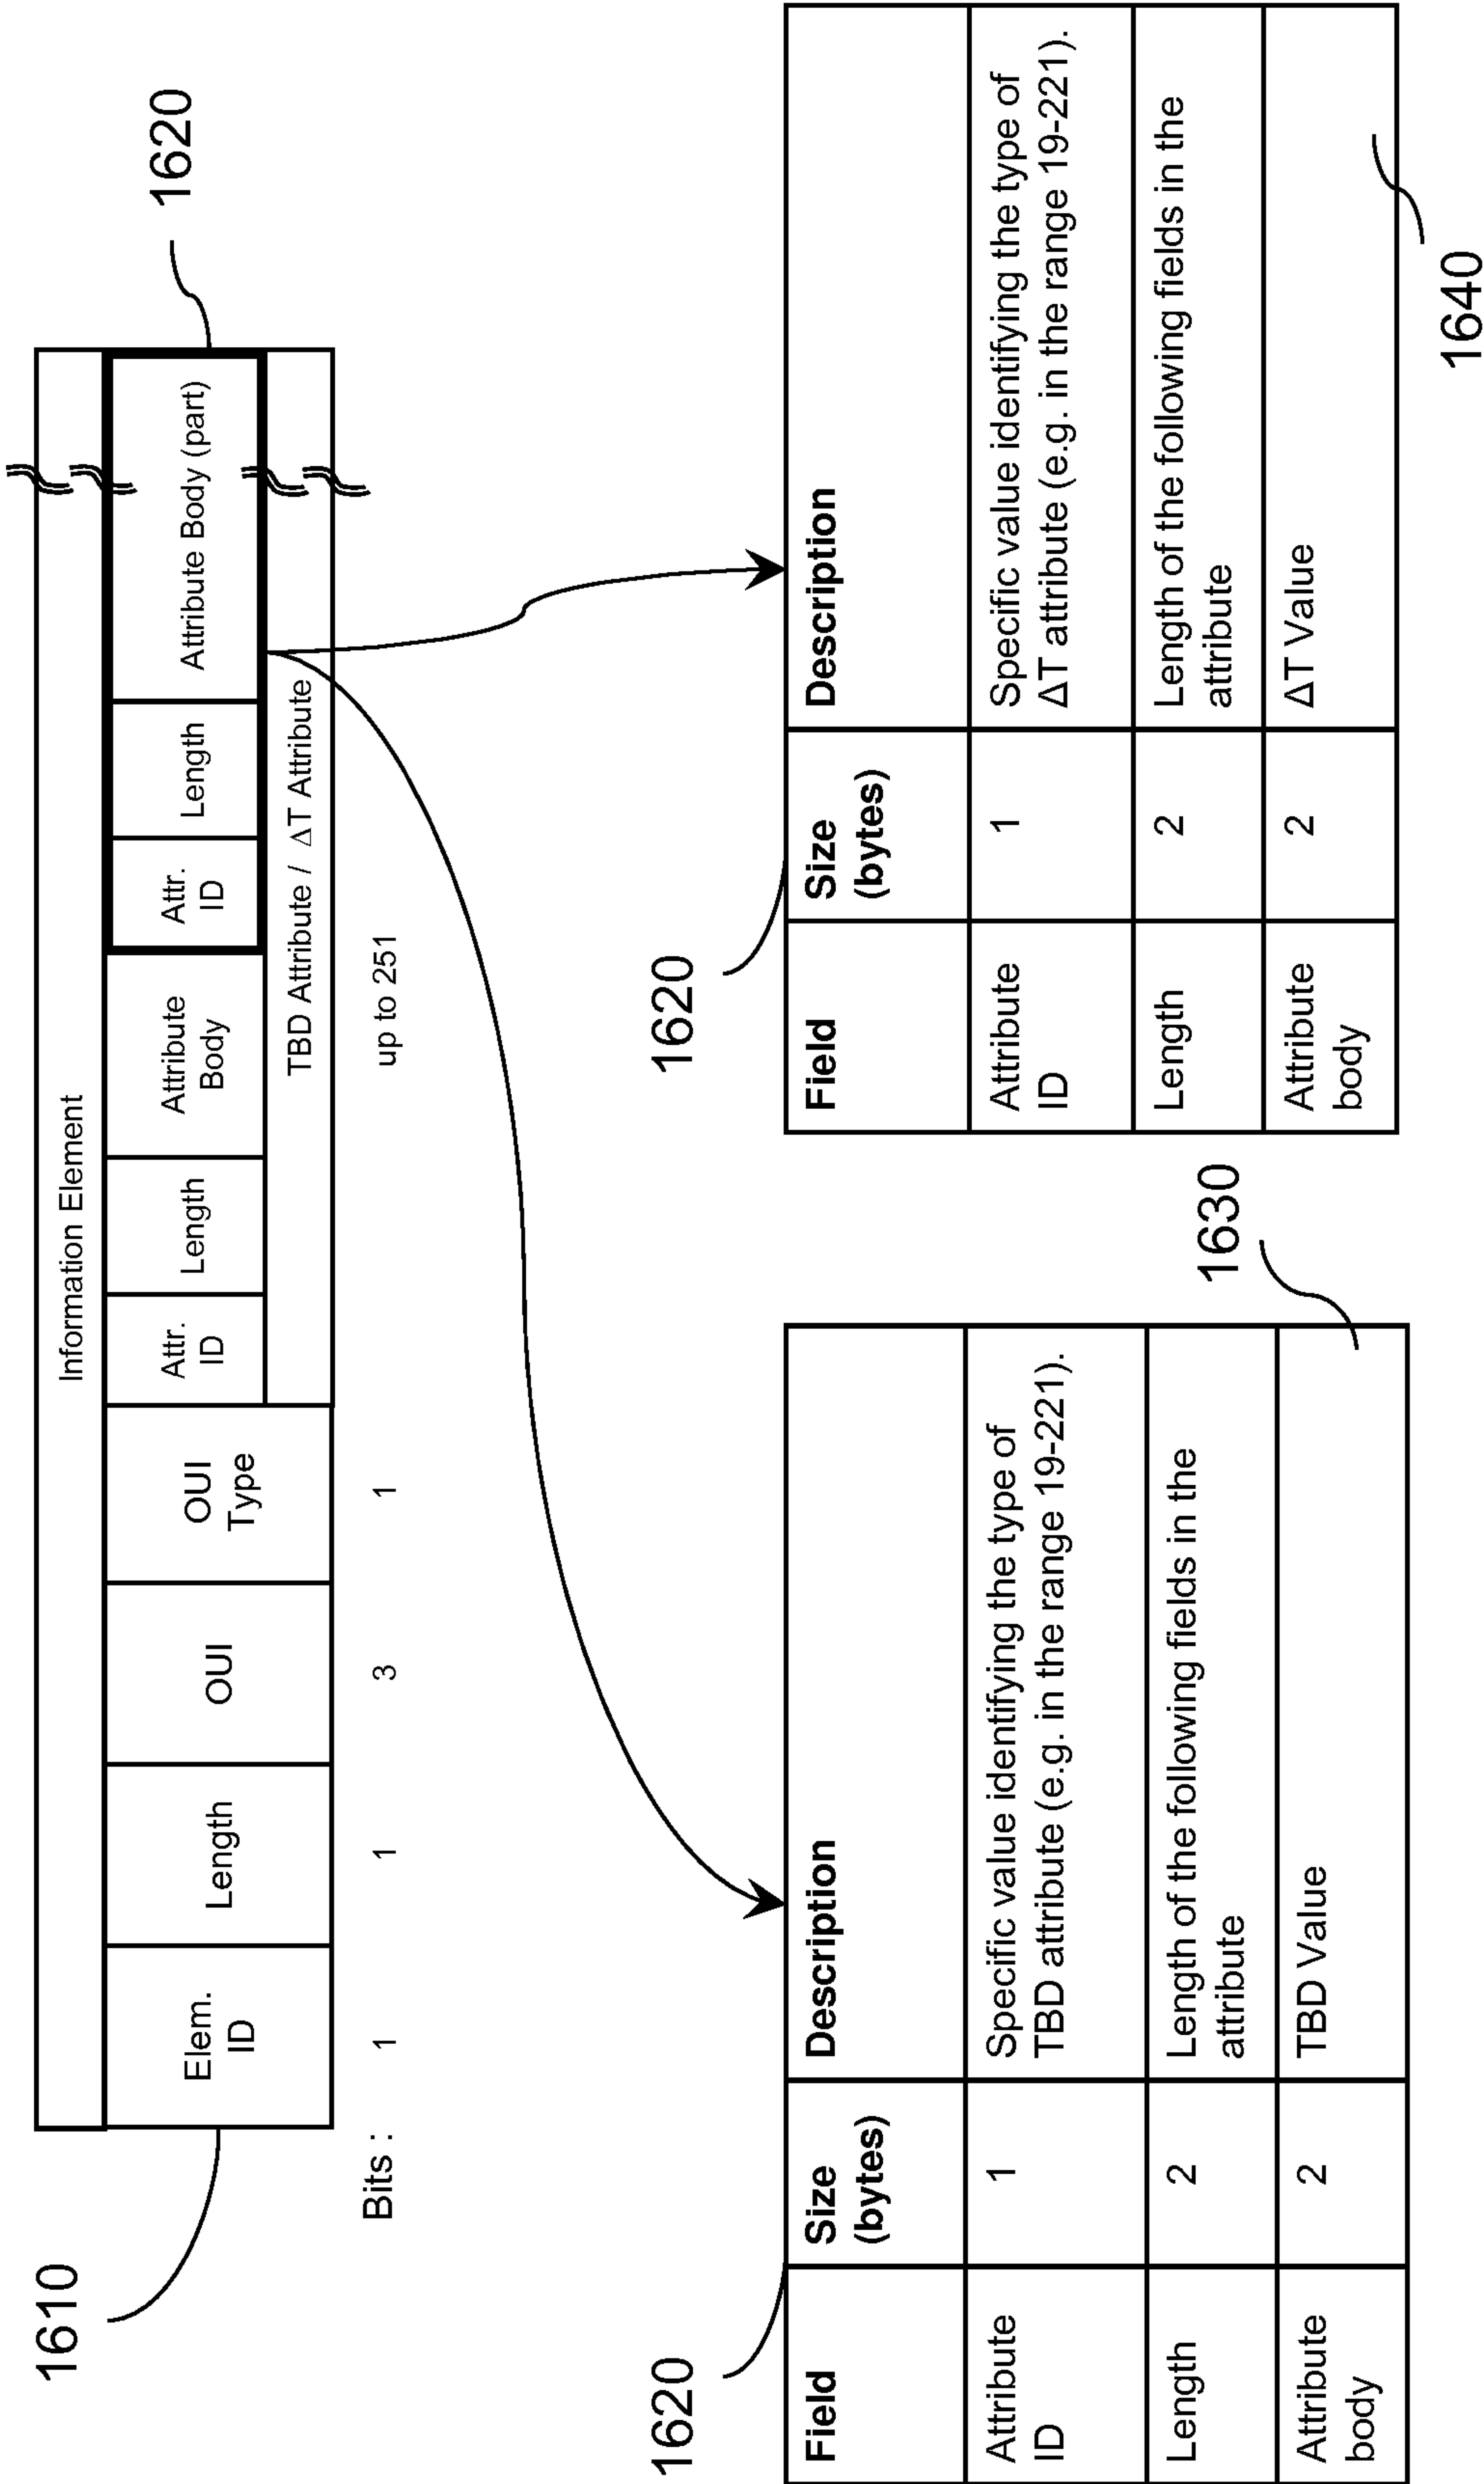 1610
1620
Information Element
Elem.
ID
Length
OUI
OUI
Type
Attr.
ID
Length
Attribute
Body
Attr.
ID
Length
Attribute Body (part)
TBD Attribute / ΔT Attribute
Bits :
1
1
3
1
up to 251
1620
Field
Size
(bytes)
Description
Attribute
ID
1
Specific value identifying the type of
TBD attribute (e.g. in the range 19-221).
Length
2
Length of the following fields in the
attribute
Attribute
body
2
TBD Value
1630
1620
Field
Size
(bytes)
Description
Attribute
ID
1
Specific value identifying the type of
ΔT attribute (e.g. in the range 19-221).
Length
2
Length of the following fields in the
attribute
Attribute
body
2
ΔT Value
1640